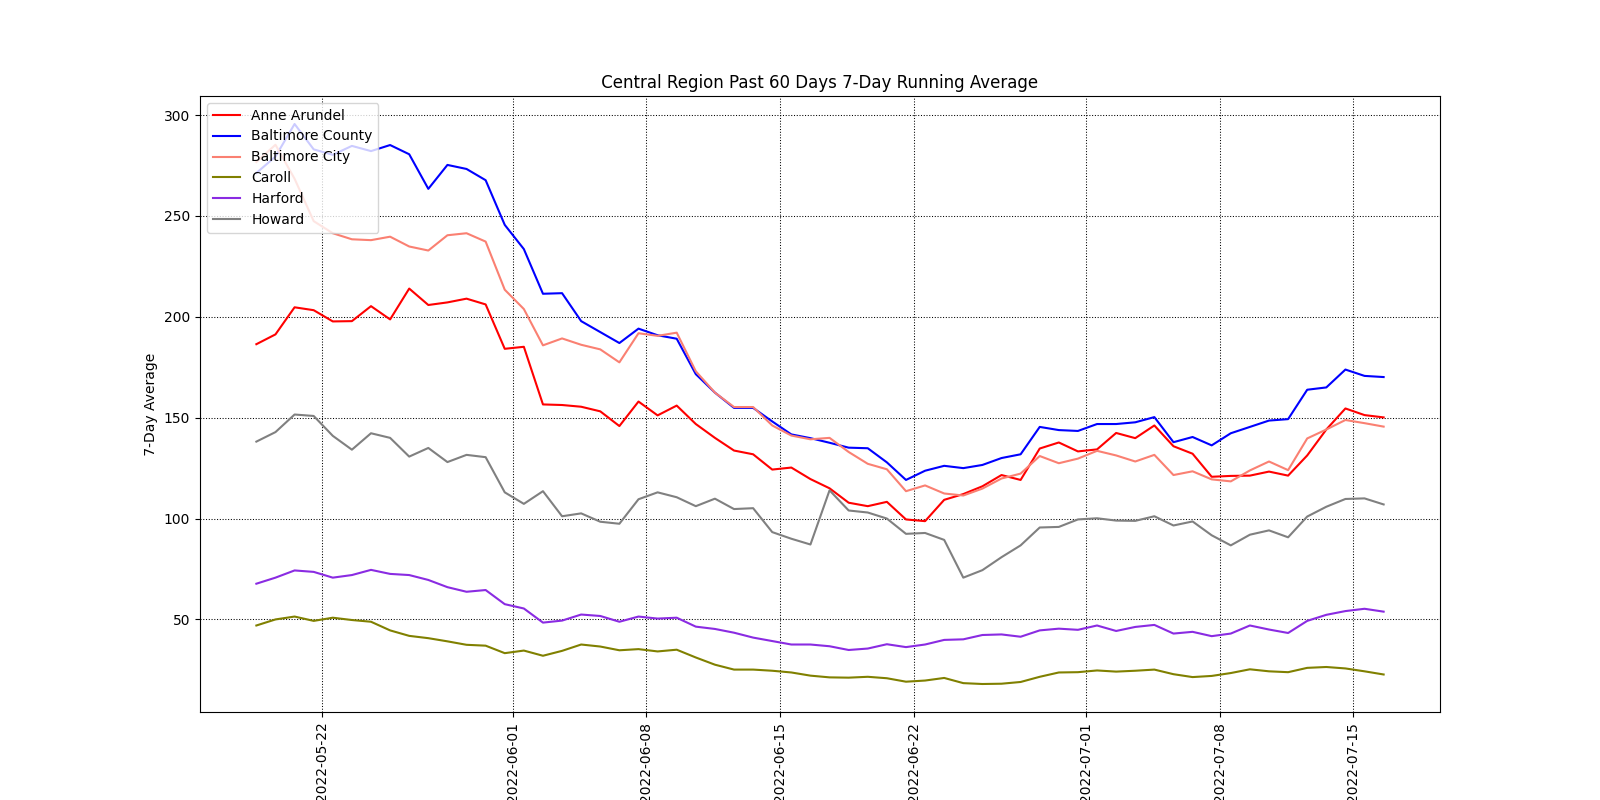 Central Region Past 60 Days 7-Day Running Average
Anne Arundel
Baltimore County
Baltimore City
Caroll
Harford
Howard
300
250
200
150
100
50
7-Day Average
2022-05-22
2022-06-01
2022-06-08
2022-06-15
2022-06-22
2022-07-01
2022-07-08
2022-07-15